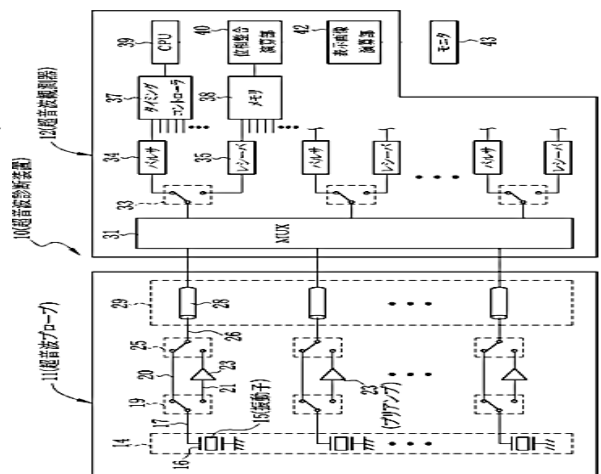 10(超音波診断装置)
11(超音波プローブ)
12(超音波観測器)
14
19
25
29
31
33
34
37
39
17
20
26
28
パルサ
タイミング
コントローラ
CPU
16
21
23
15(振動子)
35
38
40
レシーバ
メモリ
位相整合
演算部
MUX
パルサ
42
表示画像
演算部
23
(プリアンプ)
レシーバ
モニタ
43
パルサ
レシーバ